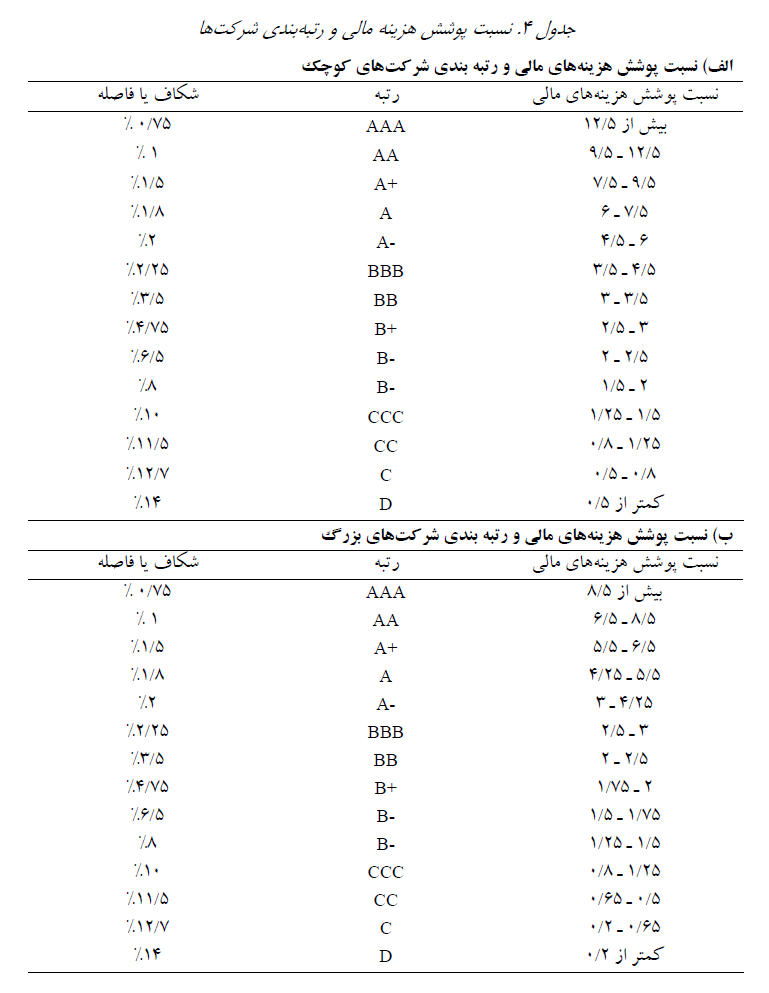 جدول ۴. نسبت پوشش هزینه مالی و رتبه‌بندی شرکت‌ها
الف) نسبت پوشش هزینه‌های مالی و رتبه بندی شرکت‌های کوچک
نسبت پوشش هزینه‌های مالی رتبه شکاف یا فاصله
بیش از ۱۲/۵ AAA ۰/۷۵ ٪
۹/۵ ـ ۱۲/۵ AA ۱ ٪
۷/۵ ـ ۹/۵ A+ ۱/۵٪
۶ ـ ۷/۵ A ۱/۸٪
۴/۵ ـ ۶ A- ۲٪
۳/۵ ـ ۴/۵ BBB ۲/۲۵٪
۳ ـ ۳/۵ BB ۳/۵٪
۲/۵ ـ ۳ B+ ۴/۷۵٪
۲ ـ ۲/۵ B- ۶/۵٪
۱/۵ ـ ۲ B- ۸٪
۱/۲۵ ـ ۱/۵ CCC ۱۰٪
۰/۸ ـ ۱/۲۵ CC ۱۱/۵٪
۰/۵ ـ ۰/۸ C ۱۲/۷٪
کمتر از ۰/۵ D ۱۴٪
ب) نسبت پوشش هزینه‌های مالی و رتبه بندی شرکت‌های بزرگ
نسبت پوشش هزینه‌های مالی رتبه شکاف یا فاصله
بیش از ۸/۵ AAA ۰/۷۵ ٪
۶/۵ ـ ۸/۵ AA ۱ ٪
۵/۵ ـ ۶/۵ A+ ۱/۵٪
۴/۲۵ ـ ۵/۵ A ۱/۸٪
۳ ـ ۴/۲۵ A- ۲٪
۲/۵ ـ ۳ BBB ۲/۲۵٪
۲ ـ ۲/۵ BB ۳/۵٪
۱/۷۵ ـ ۲ B+ ۴/۷۵٪
۱/۵ ـ ۱/۷۵ B- ۶/۵٪
۱/۲۵ ـ ۱/۵ B- ۸٪
۰/۸ ـ ۱/۲۵ CCC ۱۰٪
۰/۶۵ ـ ۰/۵ CC ۱۱/۵٪
۰/۲ ـ ۰/۶۵ C ۱۲/۷٪
کمتر از ۰/۲ D ۱۴٪